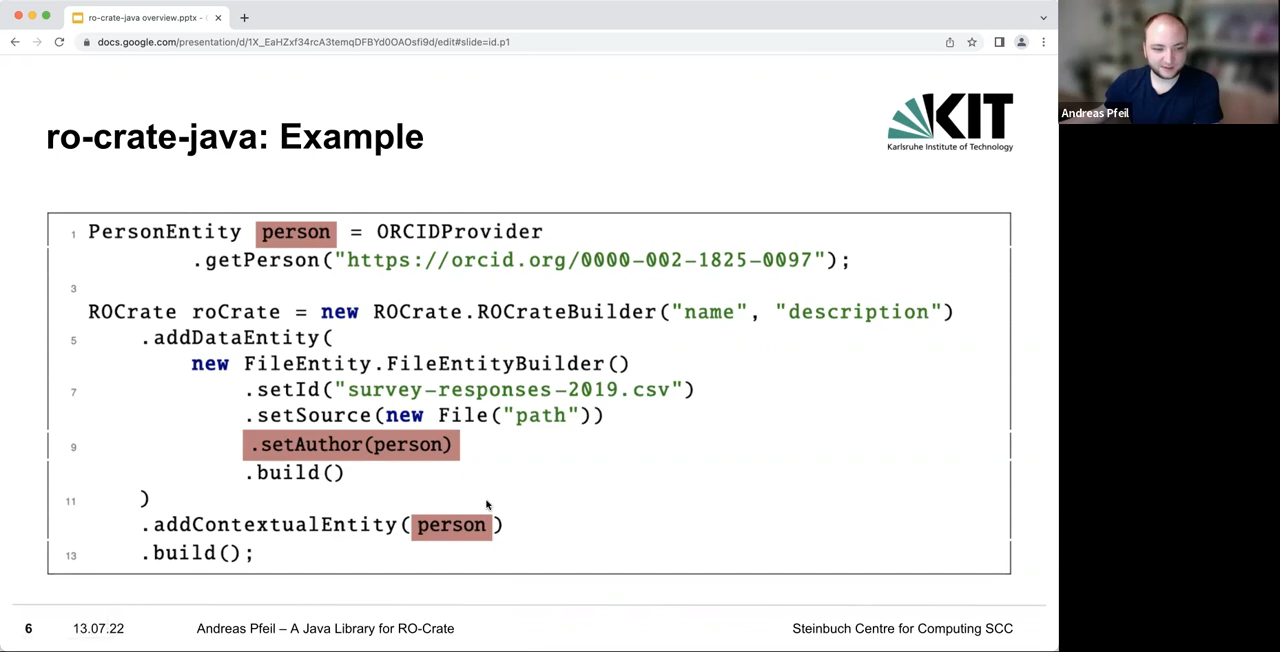 ro-crate-java overview.pptx -
docs.google.com/presentation/d/1X_EaHZxf34rcA3temqDFBYd0OAOsfi9d/edit#slide=id.p1
Andreas Pfeil
ro-crate-java: Example
KIT
Karlsruhe Institute of Technology
1 PersonEntity person = ORCIDProvider
.getPerson("https://orcid.org/0000-002-1825-0097");
3
ROCrate roCrate = new ROCrate.ROCrateBuilder("name", "description")
5 .addDataEntity(
new FileEntity.FileEntityBuilder()
7 .setId("survey-responses-2019.csv")
.setSource(new File("path"))
9 .setAuthor(person)
.build()
11 )
.addContextualEntity(person)
13 .build();
6 13.07.22 Andreas Pfeil – A Java Library for RO-Crate Steinbuch Centre for Computing SCC